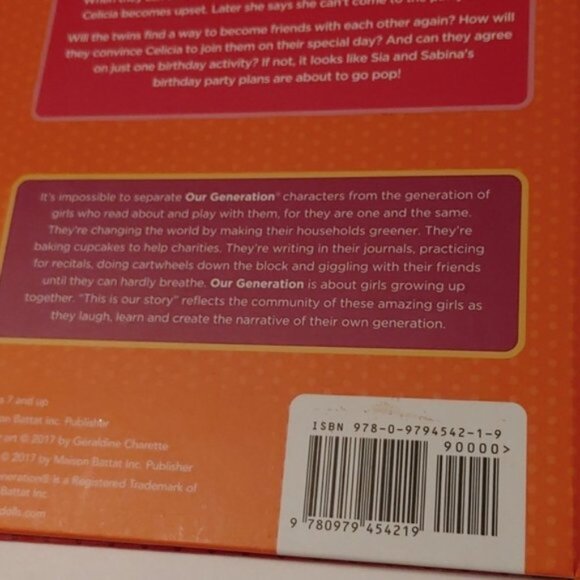 Celicia becomes upset. Later she says she can't come to the
Will the twins find a way to become friends with each other again? How will
they convince Celicia to join them on their special day? And can they agree
on just one birthday activity? If not, it looks like Sia and Sabina's
birthday party plans are about to go pop!
It's impossible to separate Our Generation® characters from the generation of
girls who read about and play with them, for they are one and the same.
They're changing the world by making their households greener. They're
baking cupcakes to help charities. They're writing in their journals, practicing
for recitals, doing cartwheels down the block and giggling with their friends
until they can hardly breathe. Our Generation is about girls growing up
together. "This is our story" reflects the community of these amazing girls as
they laugh, learn and create the narrative of their own generation.
7 and up
Battat Inc. Publisher
art © 2017 by Géraldine Charette
© 2017 by Maison Battat Inc. Publisher
eneration® is a Registered Trademark of
Battat Inc.
dolls.com
ISBN 978-0-9794542-1-9
90000>
9 780979 454219